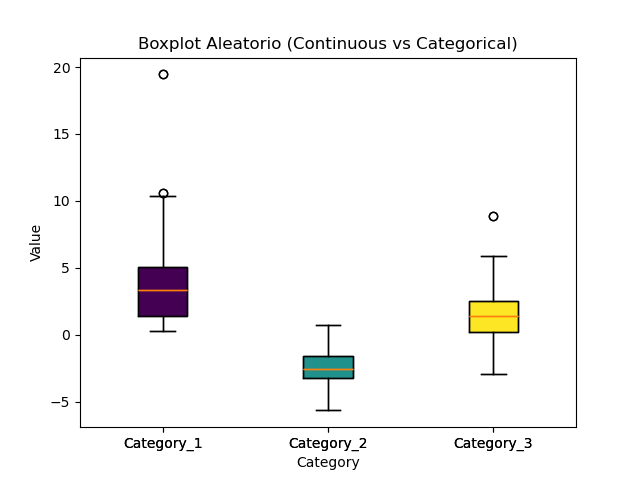 Boxplot Aleatorio (Continuous vs Categorical)
20
15
10
5
0
−5
Value
Category_1
Category_2
Category_3
Category